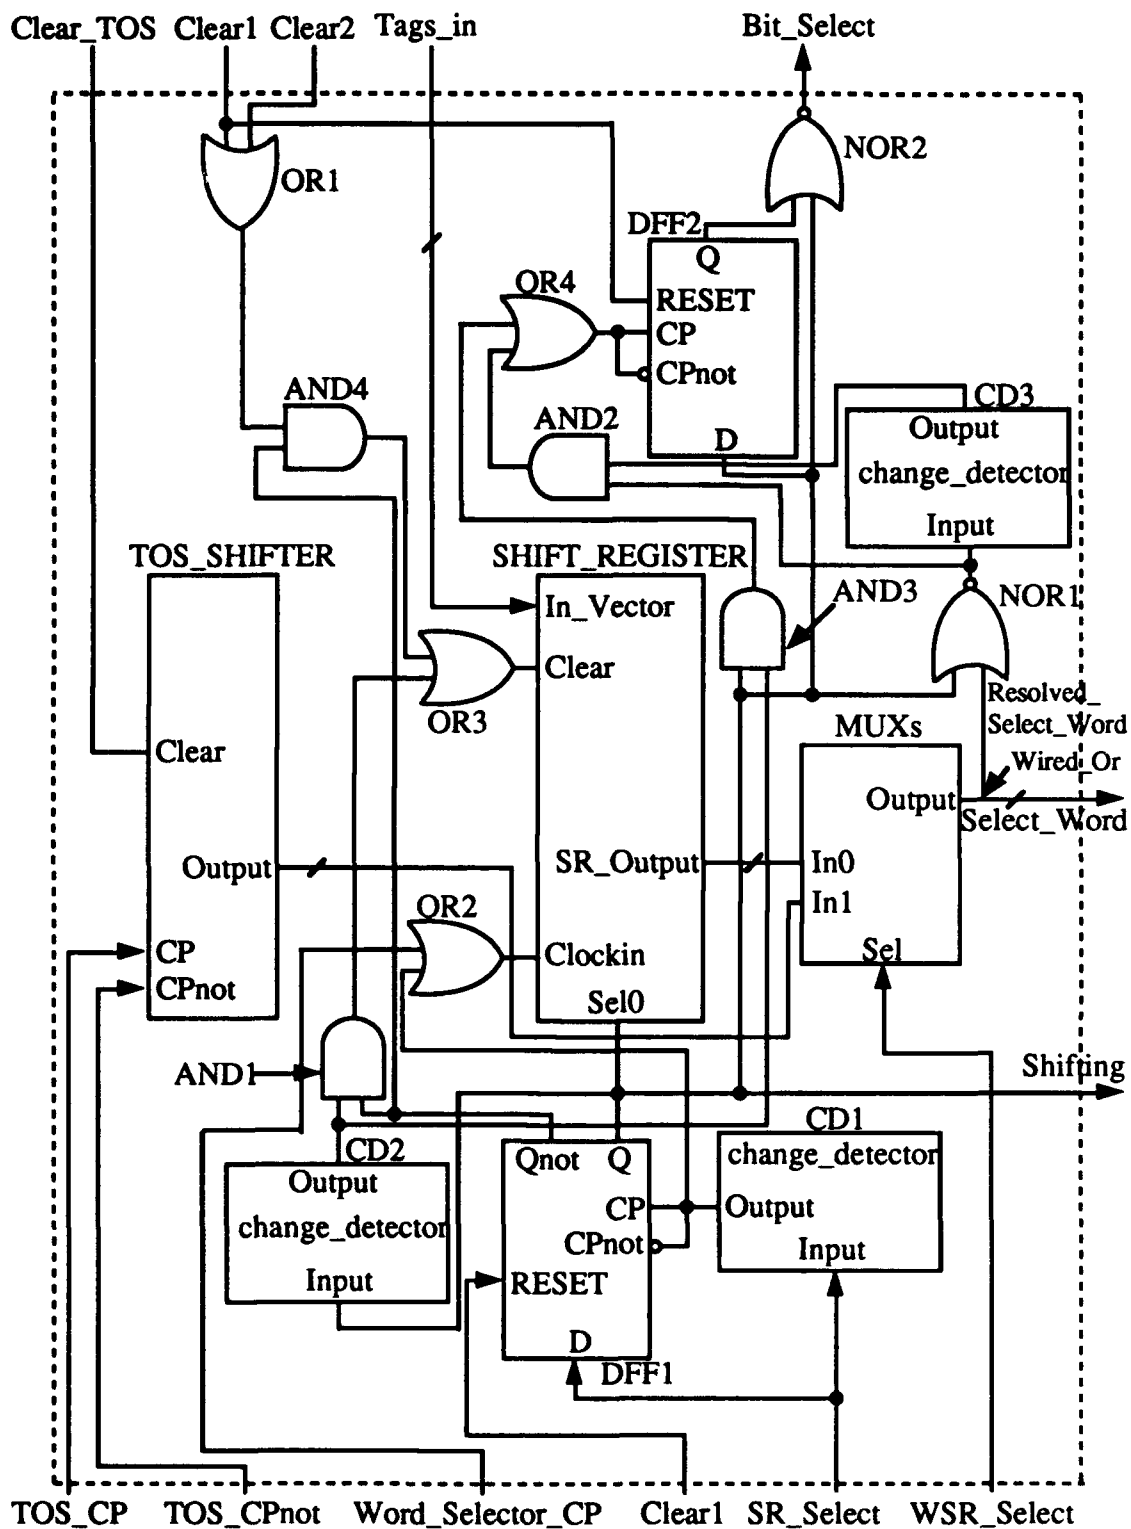 Clear_TOS Clear1 Clear2 Tags_in Bit_Select
NOR2
OR1
DFF2
Q
OR4
RESET
CP
CPnot
AND4
CD3
AND2
Output
D
change_detector
Input
TOS_SHIFTER
SHIFT_REGISTER
AND3
NOR1
In_Vector
Clear
Resolved_
Select_Word
OR3
MUXs
Clear
Wired_Or
Output
Select_Word
Output
SR_Output
In0
In1
OR2
CP
Clockin
Sel
CPnot
Sel0
AND1
Shifting
CD1
CD2
Qnot Q
change_detector
Output
CP
Output
change_detector
CPnot
Input
Input
RESET
D
DFF1
TOS_CP TOS_CPnot Word_Selector_CP Clear1 SR_Select WSR_Select